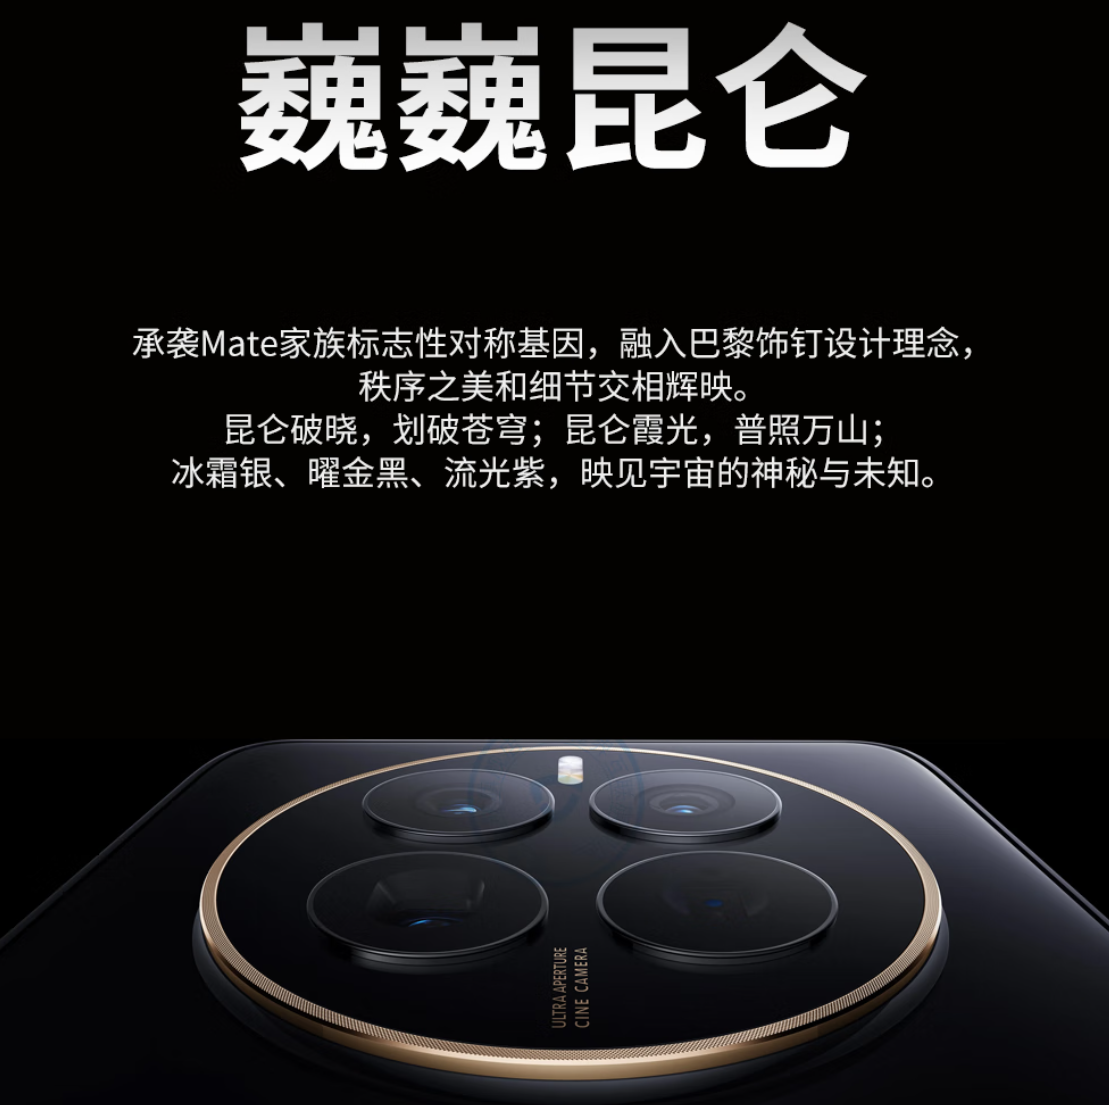 巍巍昆仑
承袭Mate家族标志性对称基因，融入巴黎饰钉设计理念，
秩序之美和细节交相辉映。
昆仑破晓，划破苍穹；昆仑霞光，普照万山；
冰霜银、曜金黑、流光紫，映见宇宙的神秘与未知。
ULTRA APERTURE
CINE CAMERA